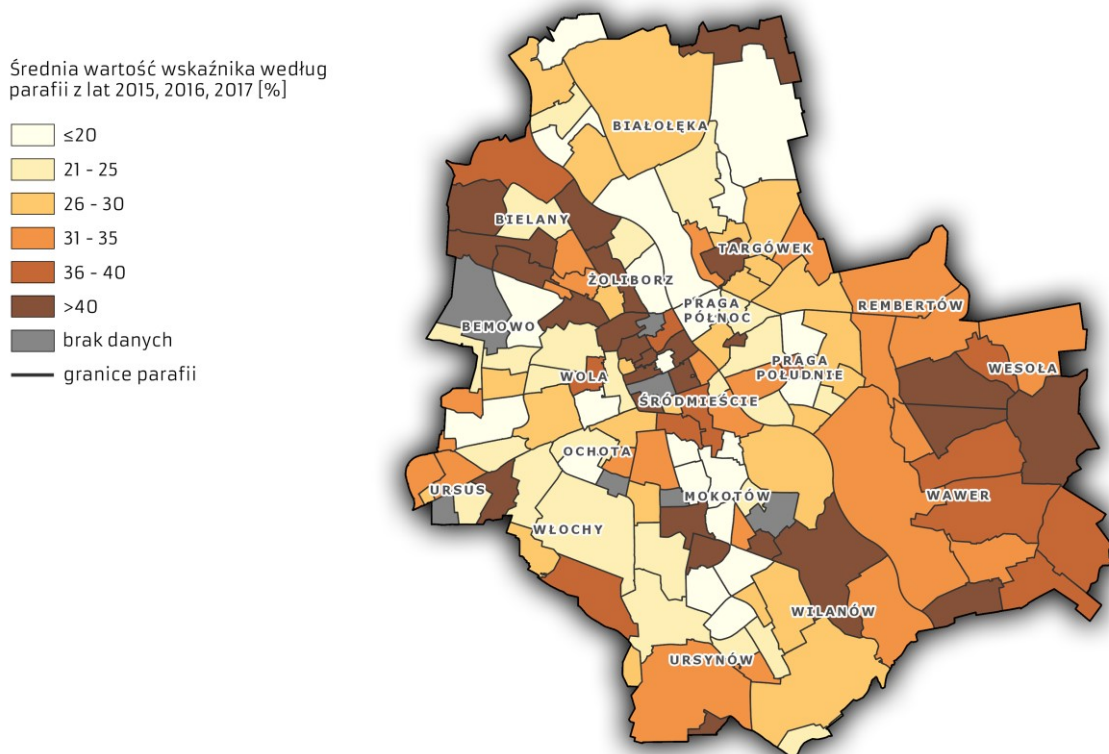 Średnia wartość wskaźnika według
parafii z lat 2015, 2016, 2017 [%]
≤20
21 - 25
26 - 30
31 - 35
36 - 40
>40
brak danych
granice parafii
BIAŁOŁĘKA
BIELANY
TARGÓWEK
ŻOLIBORZ
REMBERTÓW
PRAGA
PÓŁNOC
BEMOWO
WESOŁA
PRAGA
POŁUDNIE
WOLA
ŚRÓDMIEŚCIE
OCHOTA
URSUS
MOKOTÓW
WAWER
WŁOCHY
WILANÓW
URSYNÓW